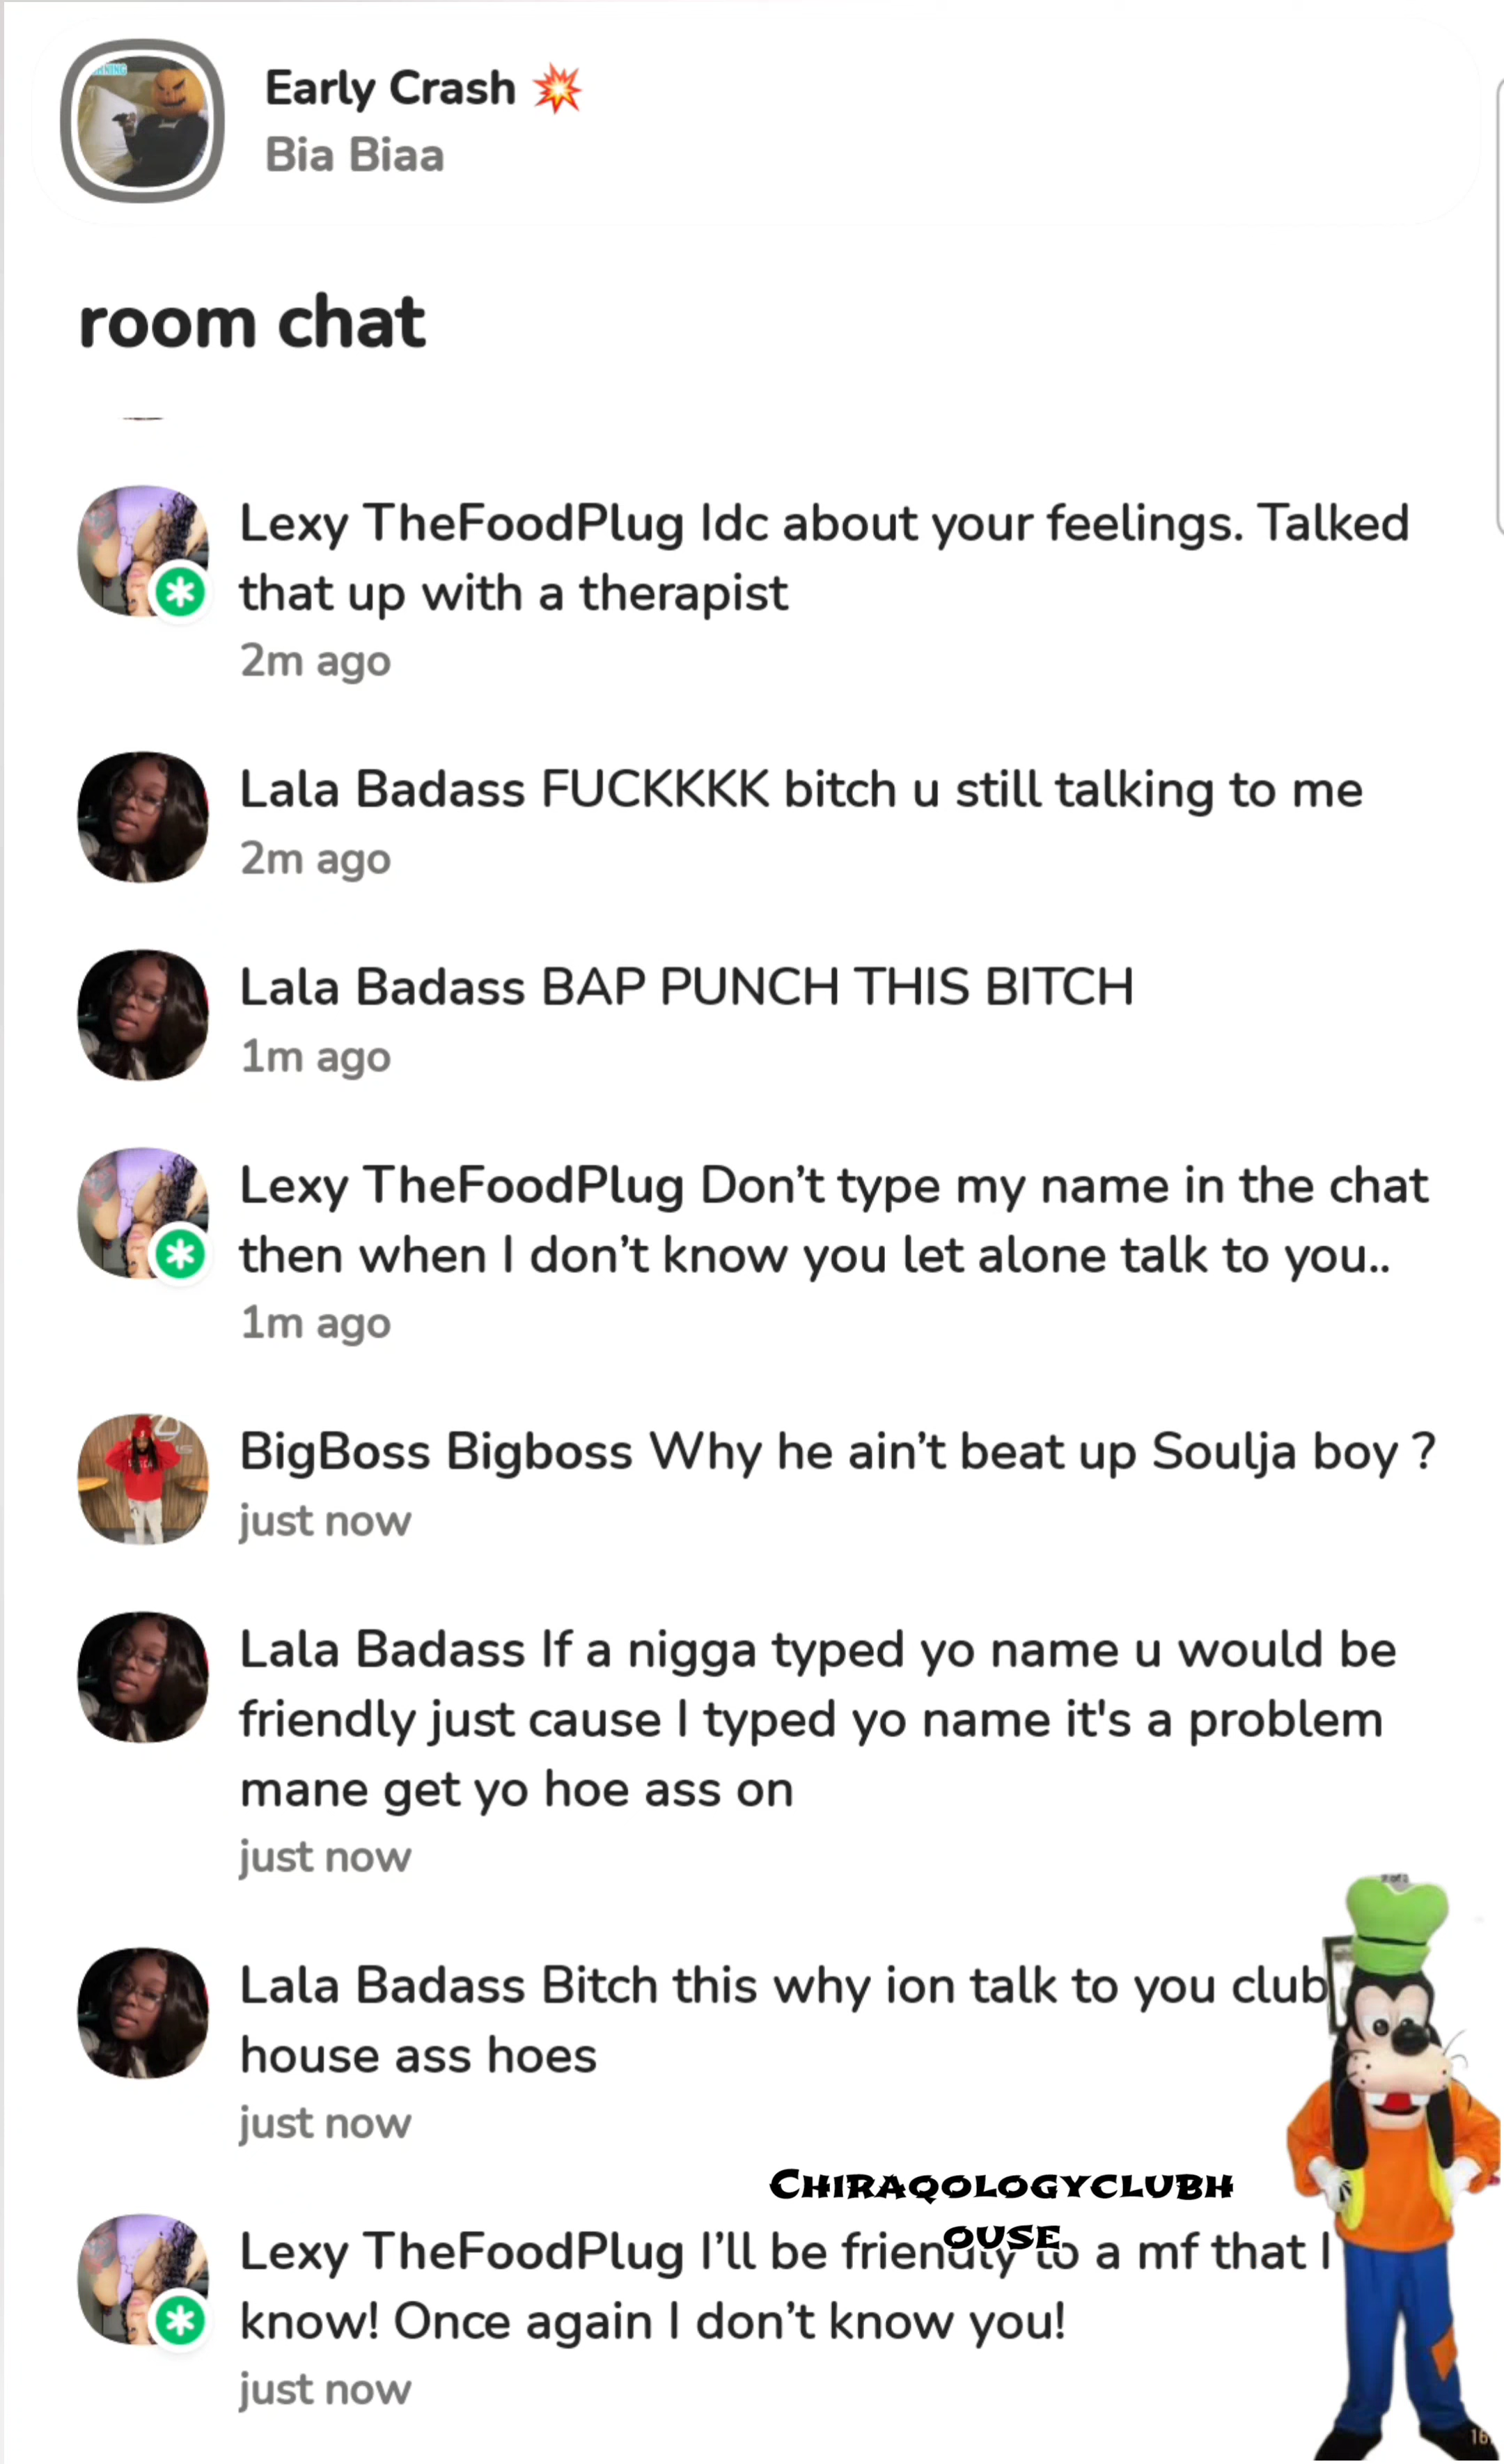 Early Crash 💥
Bia Biaa
room chat
Lexy TheFoodPlug Idc about your feelings. Talked
that up with a therapist
2m ago
Lala Badass FUCKKKK bitch u still talking to me
2m ago
Lala Badass BAP PUNCH THIS BITCH
1m ago
Lexy TheFoodPlug Don't type my name in the chat
then when I don't know you let alone talk to you..
1m ago
BigBoss Bigboss Why he ain't beat up Soulja boy ?
just now
Lala Badass If a nigga typed yo name u would be
friendly just cause I typed yo name it's a problem
mane get yo hoe ass on
just now
Lala Badass Bitch this why ion talk to you club
house ass hoes
just now
CHIRAQOLOGYCLUBH
OUSE
Lexy TheFoodPlug I'll be friendly to a mf that I
know! Once again I don't know you!
just now